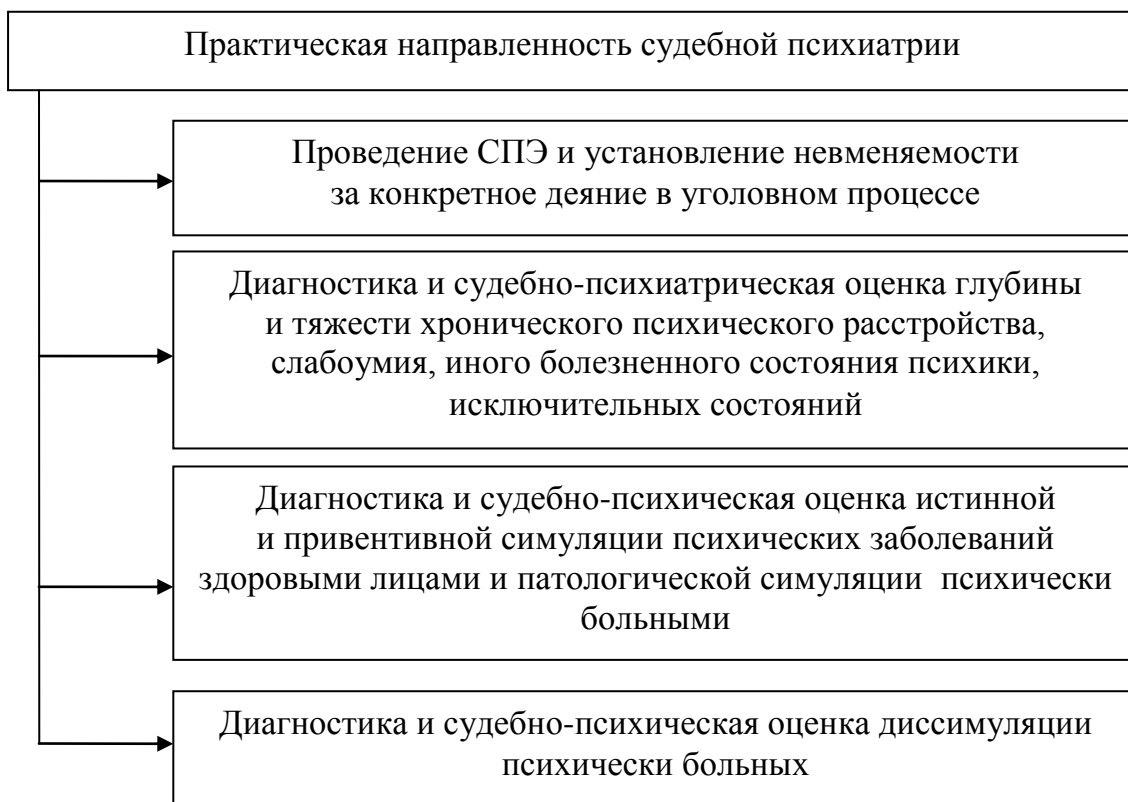 Практическая направленность судебной психиатрии
Проведение СПЭ и установление невменяемости
за конкретное деяние в уголовном процессе
Диагностика и судебно-психиатрическая оценка глубины
и тяжести хронического психического расстройства,
слабоумия, иного болезненного состояния психики,
исключительных состояний
Диагностика и судебно-психическая оценка истинной
и привентивной симуляции психических заболеваний
здоровыми лицами и патологической симуляции психически
больными
Диагностика и судебно-психическая оценка диссимуляции
психически больных